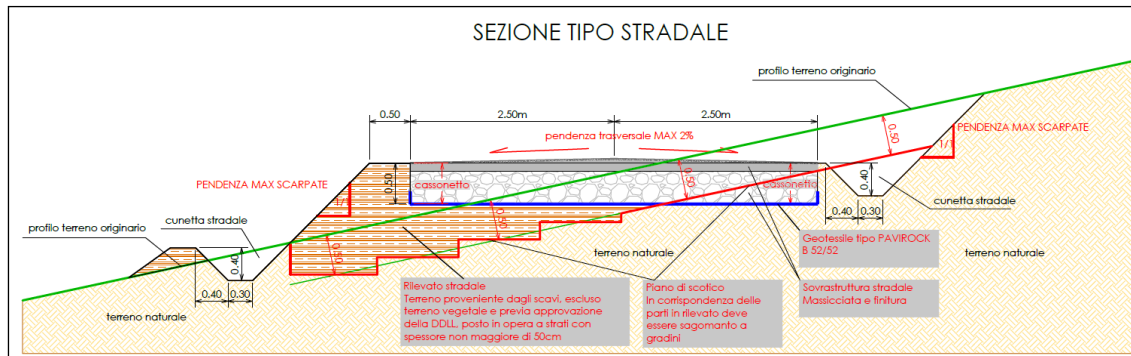 SEZIONE TIPO STRADALE
profilo terreno originario
0.50
2.50m
2.50m
pendenza trasversale MAX 2%
0.50
PENDENZA MAX SCARPATE
1/1
PENDENZA MAX SCARPATE
1/1
0.50
cassonetto
0.50
cassonetto
0.40
cunetta stradale
profilo terreno originario
0.40
0.50
0.50
0.40
0.30
cunetta stradale
0.40
0.30
terreno naturale
terreno naturale
terreno naturale
Geotessile tipo PAVIROCK
B 52/52
Rilevato stradale
Terreno proveniente dagli scavi, escluso
terreno vegetale e previa approvazione
della DDLL, posto in opera a strati con
spessore non maggiore di 50cm
Piano di scotico
In corrispondenza delle
parti in rilevato deve
essere sagomanto a
gradini
Sovrastruttura stradale
Massicciata e finitura